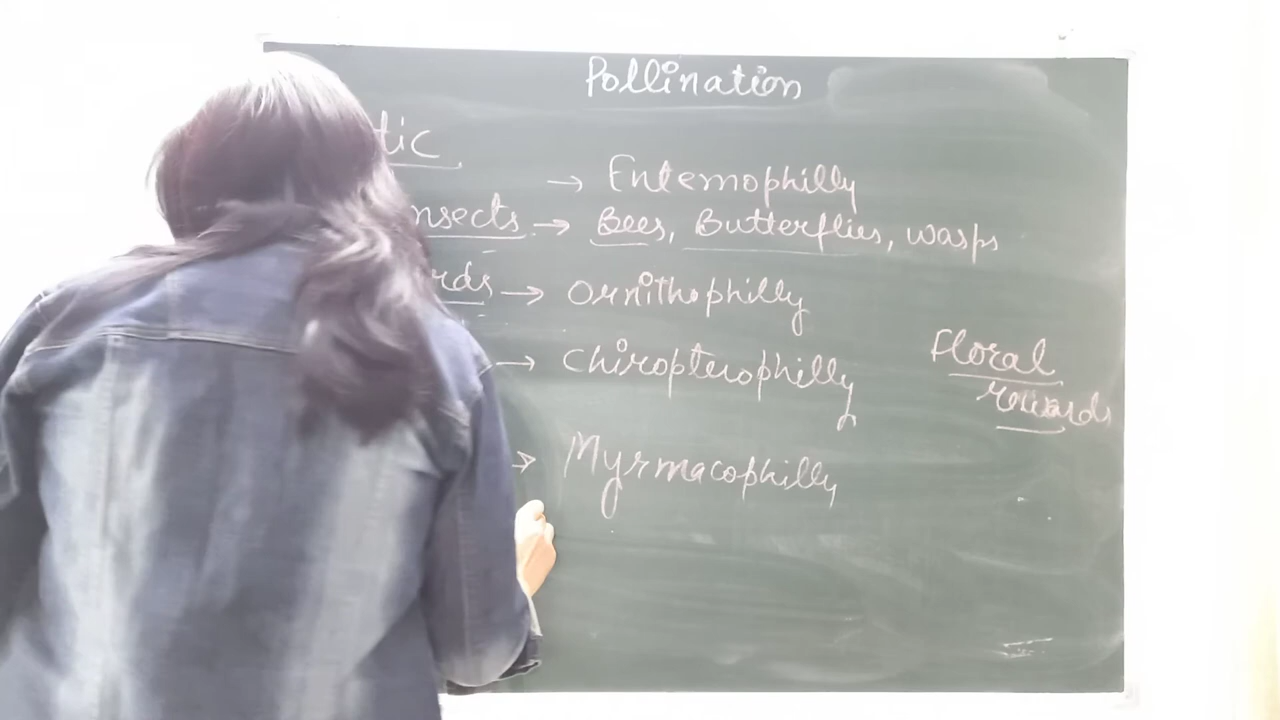 Pollination
tic
→ Entemophilly
nsects → Bees, Butterflies, wasps
rds → Ornithophilly
→ Chiropterophilly
Floral
rewards
→ Myrmacophilly